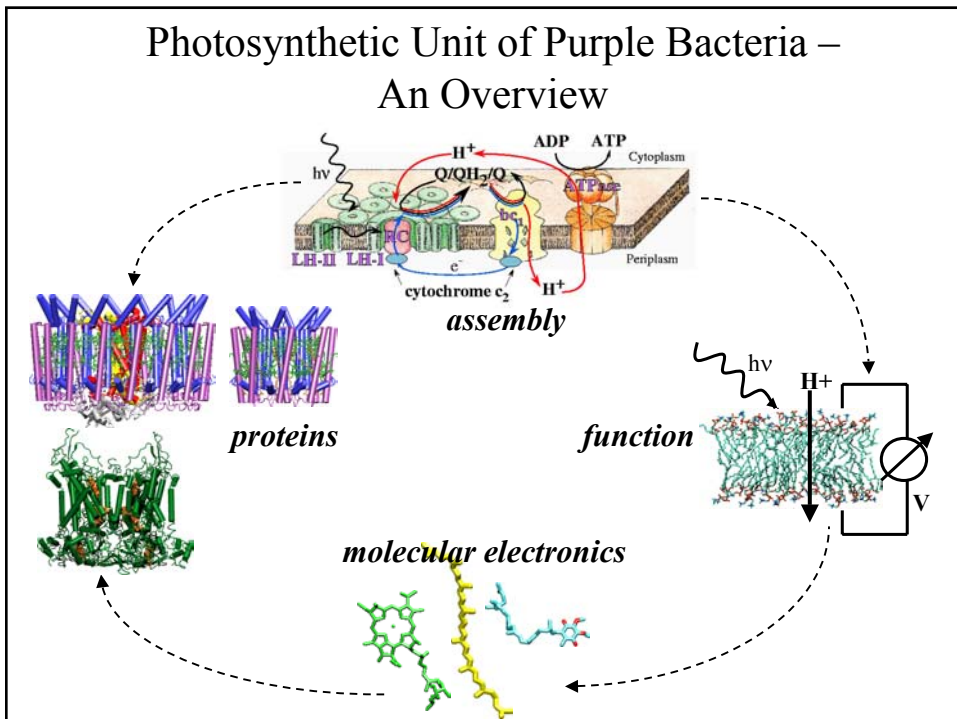 Photosynthetic Unit of Purple Bacteria –
An Overview
ADP ATP
H+
Cytoplasm
hν
Q/QH2/Q
ATPase
bc1
RC
LH-II LH-I
e-
Periplasm
cytochrome c2
H+
assembly
hν
H+
proteins
function
V
molecular electronics